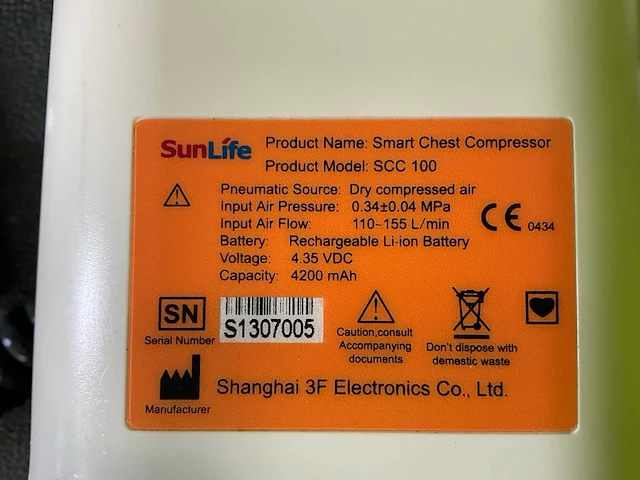 SunLife
Product Name: Smart Chest Compressor
Product Model: SCC 100
Pneumatic Source: Dry compressed air
Input Air Pressure: 0.34±0.04 MPa
Input Air Flow: 110~155 L/min
Battery: Rechargeable Li-ion Battery
Voltage: 4.35 VDC
Capacity: 4200 mAh
CE 0434
SN
Serial Number
S1307005
Caution,consult
Accompanying
documents
Don't dispose with
demestic waste
Manufacturer
Shanghai 3F Electronics Co., Ltd.